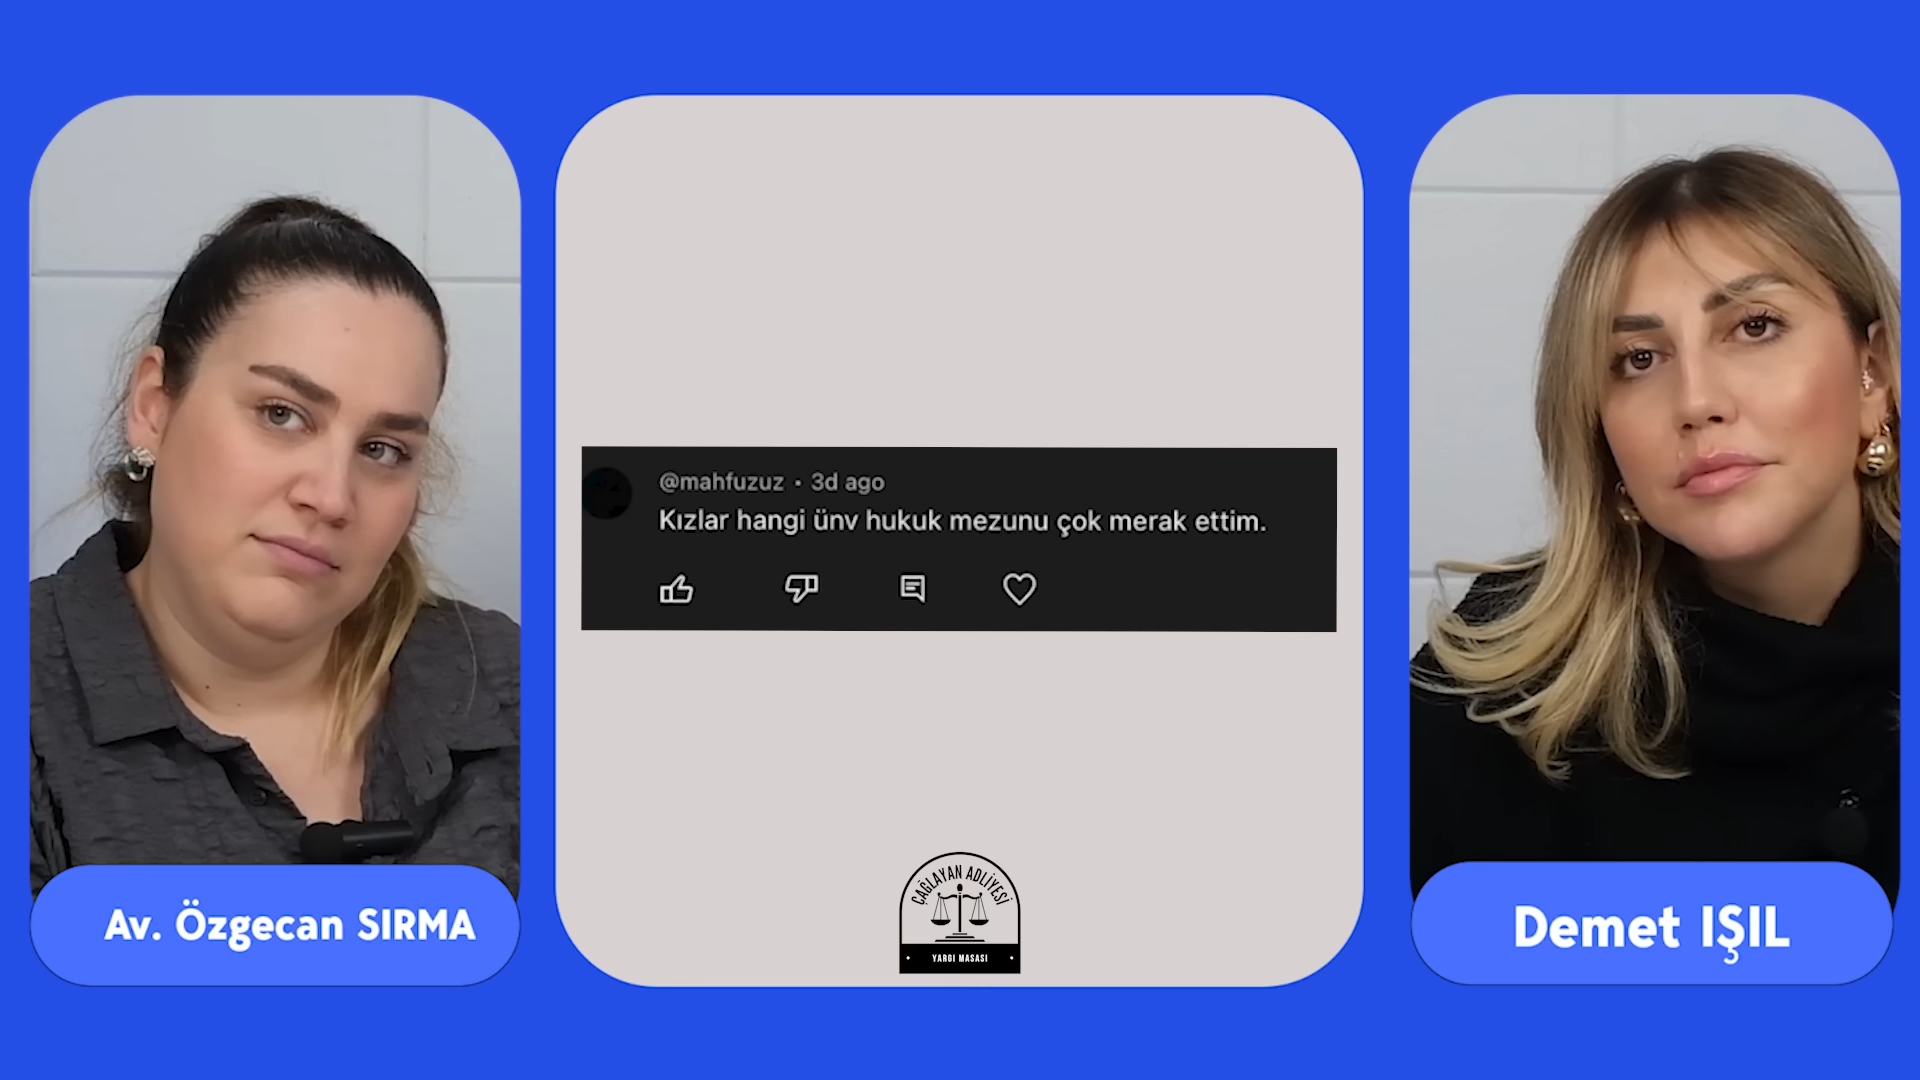 @mahfuzuz · 3d ago
Kızlar hangi ünv hukuk mezunu çok merak ettim.
ÇAĞLAYAN ADLİYESİ
YARGI MASASI
Av. Özgecan SIRMA
Demet IŞIL